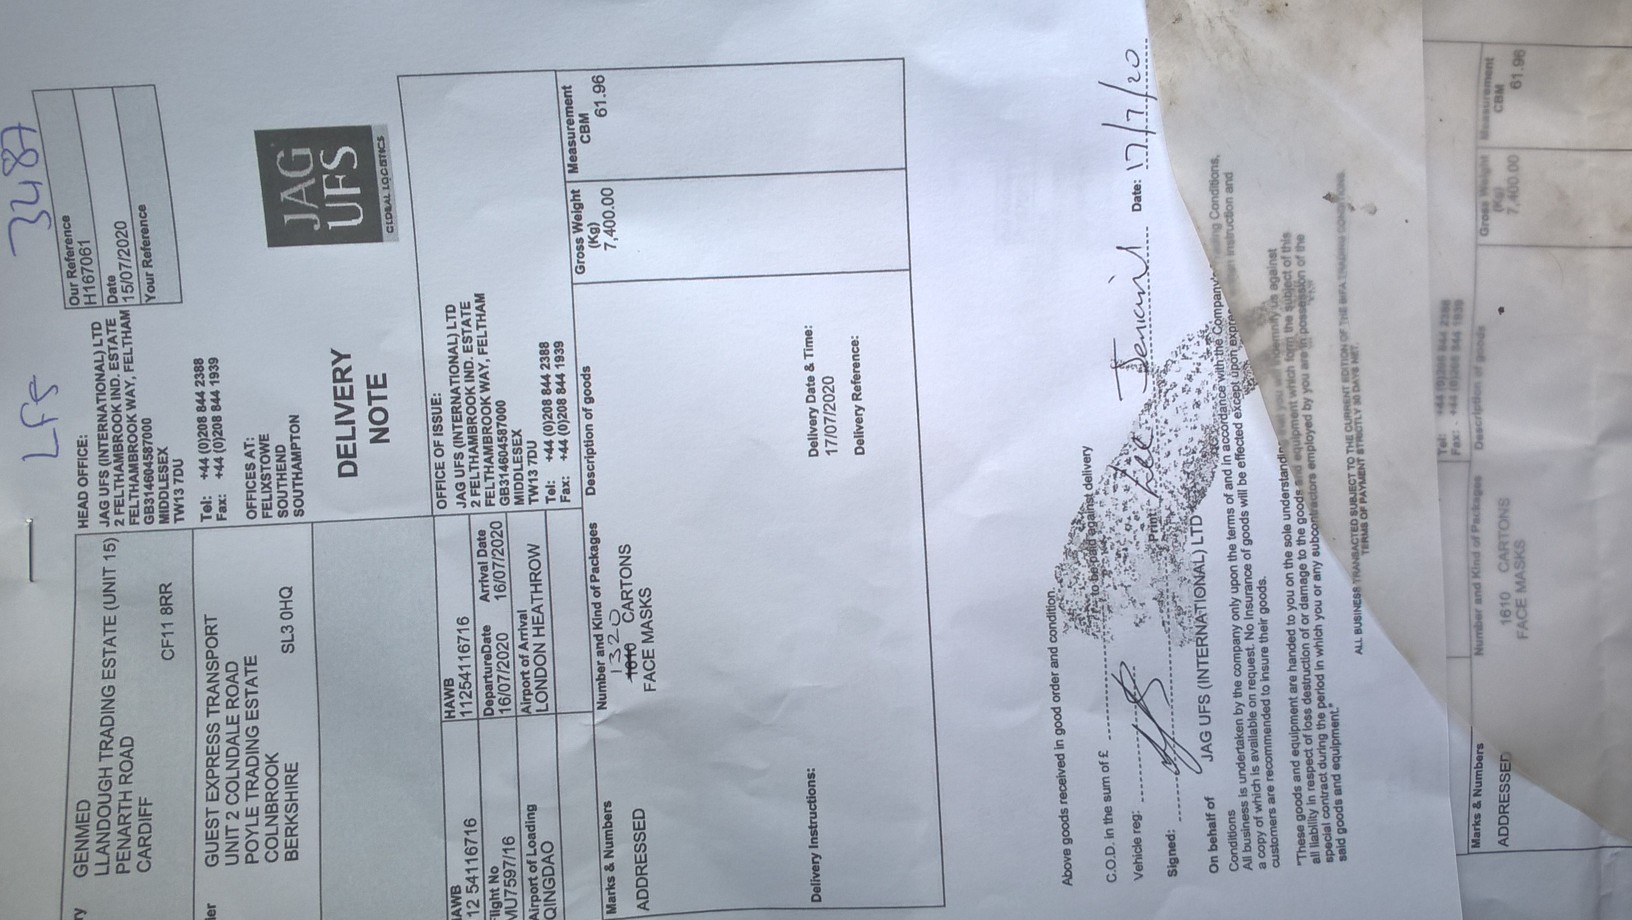 LFS
3487
ry GENMED
LLANDOUGH TRADING ESTATE (UNIT 15)
PENARTH ROAD
CARDIFF
CF11 8RR
ier GUEST EXPRESS TRANSPORT
UNIT 2 COLNDALE ROAD
POYLE TRADING ESTATE
COLNBROOK
BERKSHIRE SL3 0HQ
HEAD OFFICE:
JAG UFS (INTERNATIONAL) LTD
2 FELTHAMBROOK IND. ESTATE
FELTHAMBROOK WAY, FELTHAM
GB314604587000
MIDDLESEX
TW13 7DU
Tel: +44 (0)208 844 2388
Fax: +44 (0)208 844 1939
OFFICES AT:
FELIXSTOWE
SOUTHEND
SOUTHAMPTON
Our Reference
H167061
Date
15/07/2020
Your Reference
DELIVERY
NOTE
JAG
UFS
GLOBAL LOGISTICS
AWB
12 54116716
HAWB
11254116716
Flight No
MU7597/16
DepartureDate Arrival Date
16/07/2020 16/07/2020
Airport of Loading
QINGDAO
Airport of Arrival
LONDON HEATHROW
OFFICE OF ISSUE:
JAG UFS (INTERNATIONAL) LTD
2 FELTHAMBROOK IND. ESTATE
FELTHAMBROOK WAY, FELTHAM
GB314604587000
MIDDLESEX
TW13 7DU
Tel: +44 (0)208 844 2388
Fax: +44 (0)208 844 1939
Marks & Numbers Number and Kind of Packages Description of goods Gross Weight (Kg) Measurement CBM
1320
ADDRESSED 1610 CARTONS 7,400.00 61.96
FACE MASKS
Delivery Instructions:
Delivery Date & Time:
17/07/2020
Delivery Reference:
Above goods received in good order and condition.
C.O.D. in the sum of £ to be paid against delivery
Vehicle reg:
Signed: Print: Lee Date: 17/7/20
On behalf of JAG UFS (INTERNATIONAL) LTD
Conditions
All business is undertaken by the company only upon the terms of and in accordance with the Company's Trading Conditions,
a copy of which is available on request. No Insurance of goods will be effected except upon express written instruction and
customers are recommended to insure their goods.
"These goods and equipment are handed to you on the sole understanding that you will indemnify us against
all liability in respect of loss destruction of or damage to the goods and equipment which form the subject of this
special contract during the period in which you or any subcontractors employed by you are in possession of the
said goods and equipment."
ALL BUSINESS TRANSACTED SUBJECT TO THE CURRENT EDITION OF THE BIFA TRADING CONDITIONS.
TERMS OF PAYMENT STRICTLY 30 DAYS NET.
Tel: +44 (0)208 844 2388
Fax: +44 (0)208 844 1939
Marks & Numbers Number and Kind of Packages Description of goods Gross Weight (Kg) Measurement CBM
ADDRESSED 1610 CARTONS 7,400.00 61.96
FACE MASKS